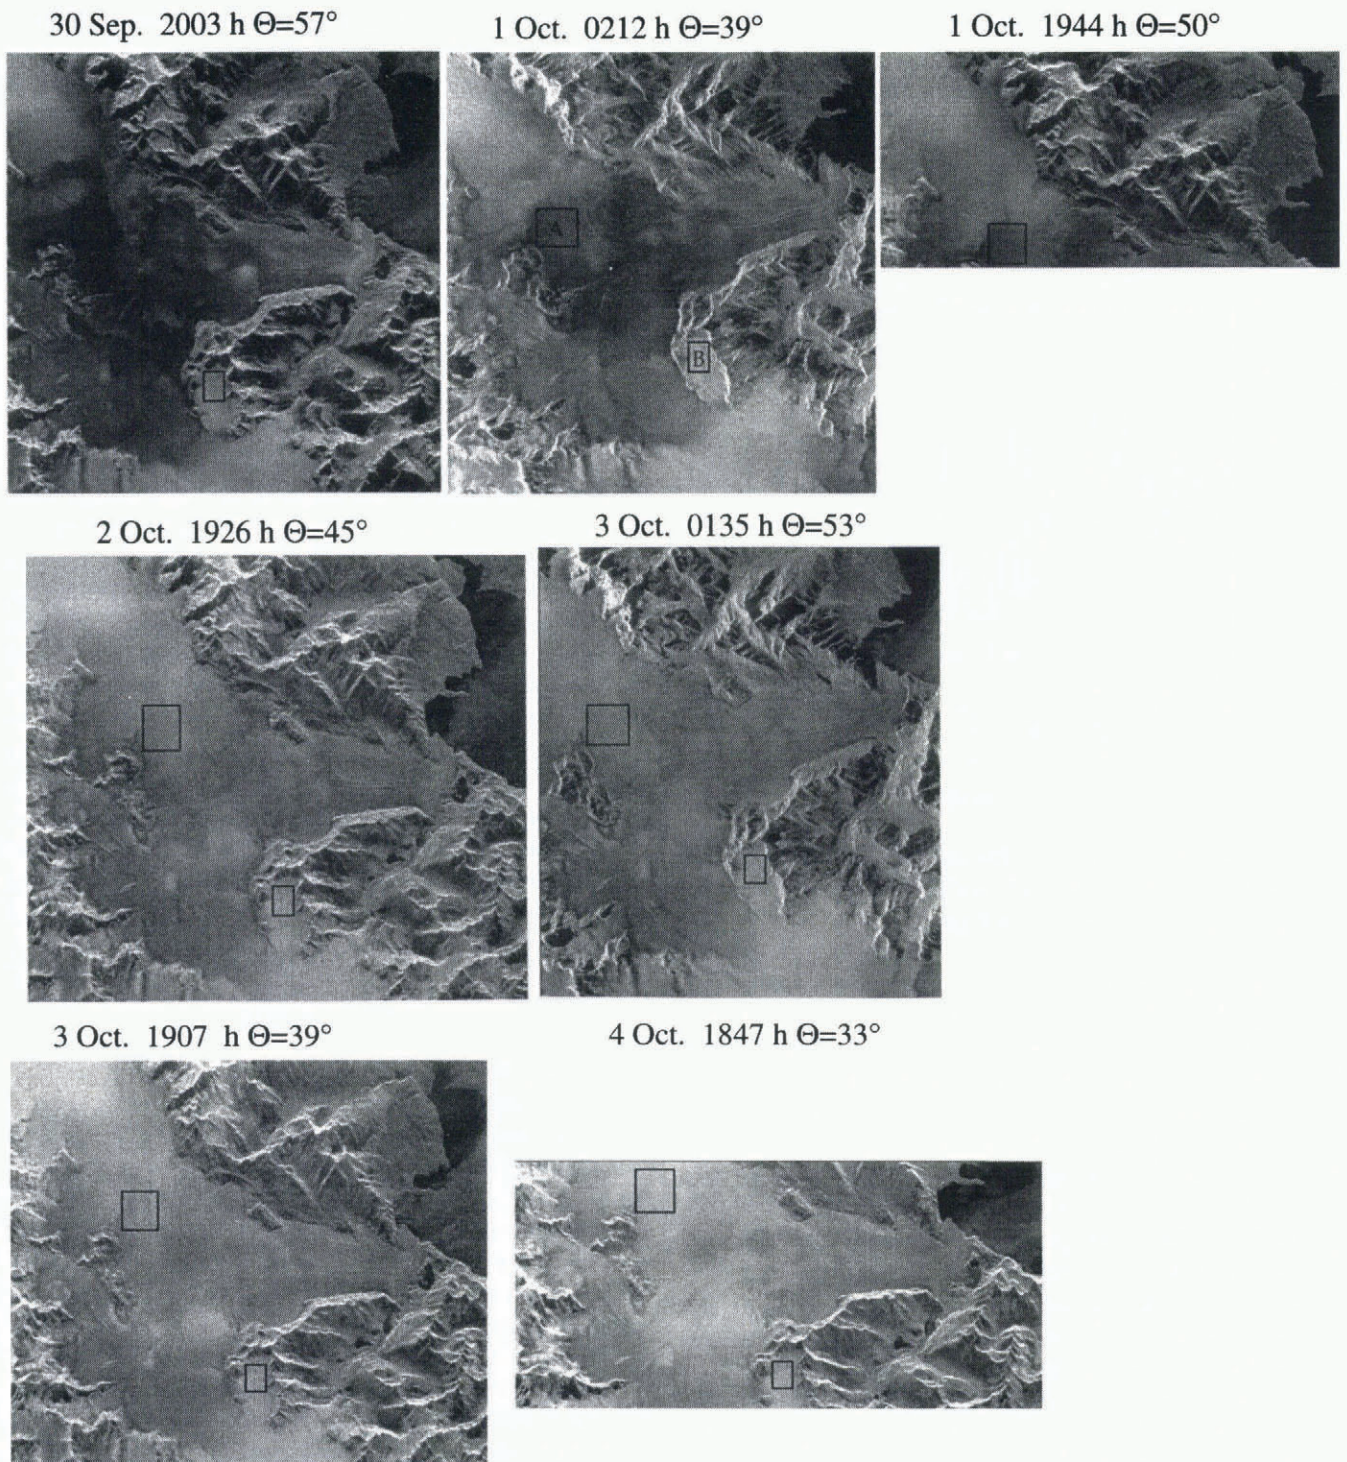 30 Sep. 2003 h Θ=57°
1 Oct. 0212 h Θ=39°
1 Oct. 1944 h Θ=50°
A
B
2 Oct. 1926 h Θ=45°
3 Oct. 0135 h Θ=53°
3 Oct. 1907 h Θ=39°
4 Oct. 1847 h Θ=33°